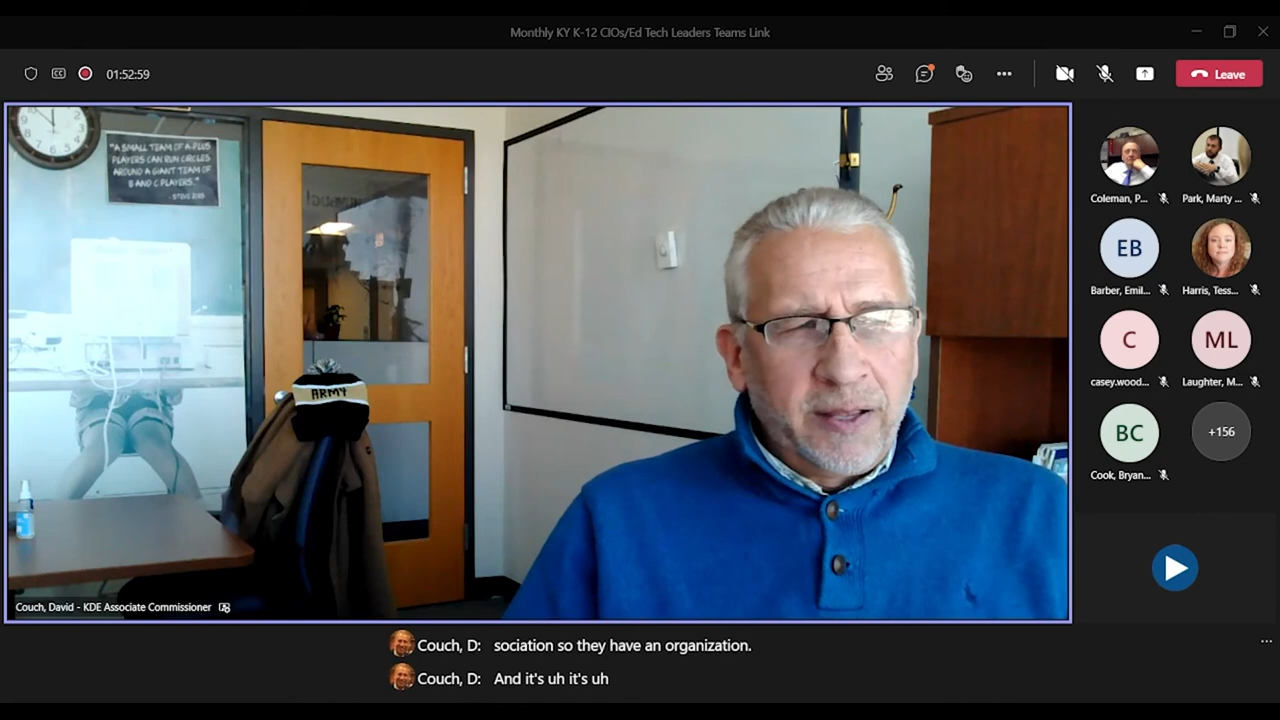 Monthly KY K-12 CIOs/Ed Tech Leaders Teams Link
CC
01:52:59
Leave
"A SMALL TEAM OF A-PLUS
PLAYERS CAN RUN CIRCLES
AROUND A GIANT TEAM OF
B AND C PLAYERS."
ARMY
Couch, David - KDE Associate Commissioner
Coleman, P...
Park, Marty ...
EB
Barber, Emil...
Harris, Tess...
C
casey.wood...
ML
Laughter, M...
BC
Cook, Bryan...
+156
Couch, D: sociation so they have an organization.
Couch, D: And it's uh it's uh